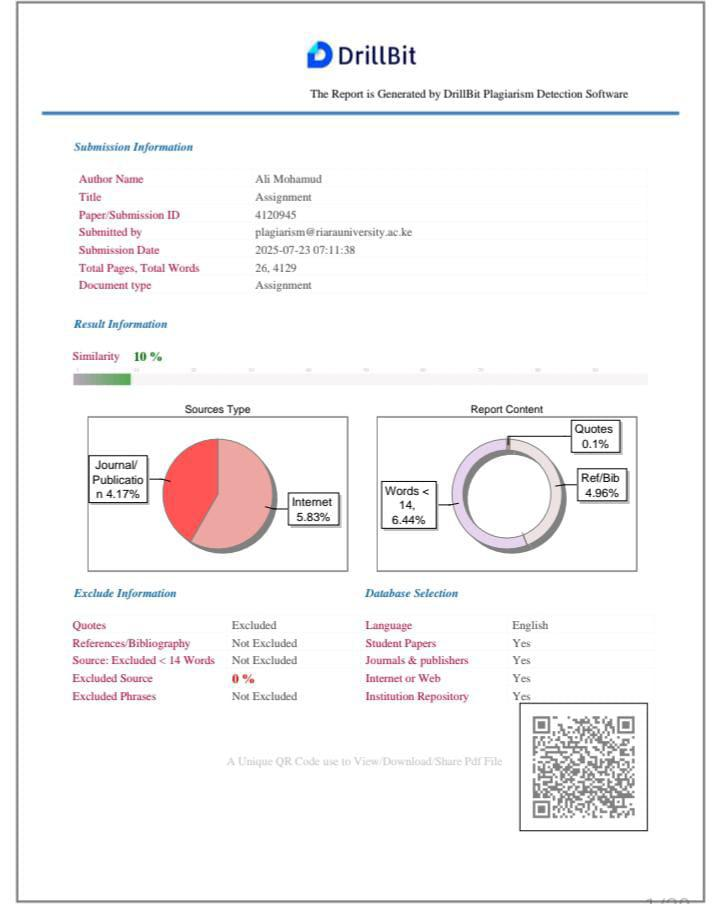 DrillBit
The Report is Generated by DrillBit Plagiarism Detection Software
Submission Information
Author Name Ali Mohamud
Title Assignment
Paper/Submission ID 4120945
Submitted by plagiarism@riarauniversity.ac.ke
Submission Date 2025-07-23 07:11:38
Total Pages, Total Words 26, 4129
Document type Assignment
Result Information
Similarity 10 %
Sources Type
Journal/
Publicatio
n 4.17%
Internet
5.83%
Report Content
Quotes
0.1%
Ref/Bib
4.96%
Words <
14,
6.44%
Exclude Information
Quotes Excluded
References/Bibliography Not Excluded
Source: Excluded < 14 Words Not Excluded
Excluded Source 0 %
Excluded Phrases Not Excluded
Database Selection
Language English
Student Papers Yes
Journals & publishers Yes
Internet or Web Yes
Institution Repository Yes
A Unique QR Code use to View/Download/Share Pdf File